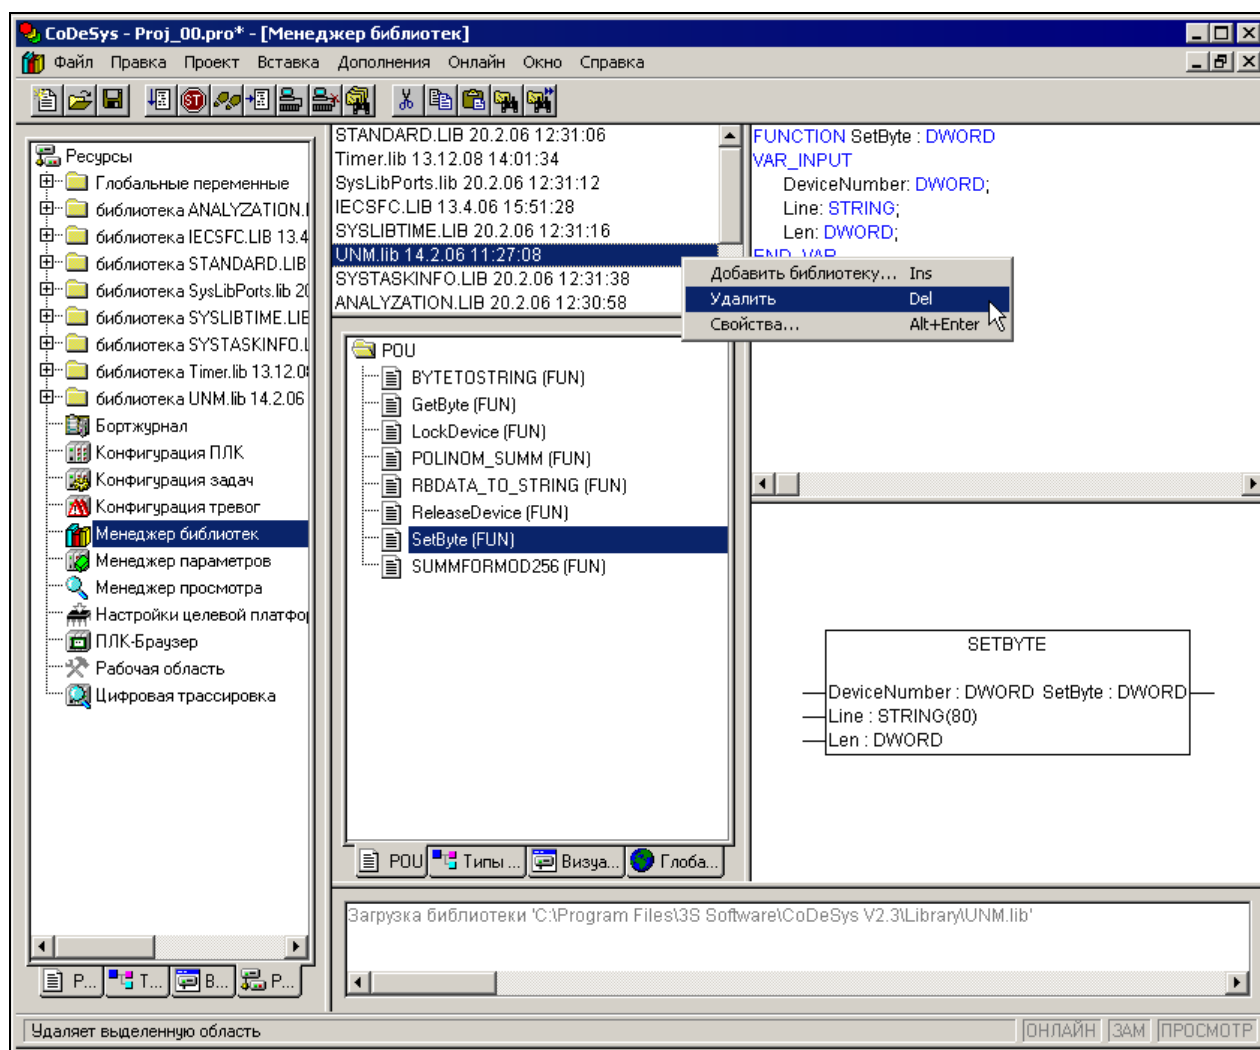 CoDeSys - Proj_00.pro* - [Менеджер библиотек]
Файл Правка Проект Вставка Дополнения Онлайн Окно Справка
Ресурсы
Глобальные переменные
библиотека ANALYZATION.
библиотека IECSFC.LIB 13.4
библиотека STANDARD.LIB
библиотека SysLibPorts.lib 20
библиотека SYSLIBTIME.LIB
библиотека SYSTASKINFO.L
библиотека Timer.lib 13.12.08
библиотека UNM.lib 14.2.06
Бортжурнал
Конфигурация ПЛК
Конфигурация задач
Конфигурация тревог
Менеджер библиотек
Менеджер параметров
Менеджер просмотра
Настройки целевой платфор
ПЛК-Браузер
Рабочая область
Цифровая трассировка
Р... Т... В... Р...
STANDARD.LIB 20.2.06 12:31:06
Timer.lib 13.12.08 14:01:34
SysLibPorts.lib 20.2.06 12:31:12
IECSFC.LIB 13.4.06 15:51:28
SYSLIBTIME.LIB 20.2.06 12:31:16
UNM.lib 14.2.06 11:27:08
SYSTASKINFO.LIB 20.2.06 12:31:38
ANALYZATION.LIB 20.2.06 12:30:58
POU
BYTETOSTRING (FUN)
GetByte (FUN)
LockDevice (FUN)
POLINOM_SUMM (FUN)
RBDATA_TO_STRING (FUN)
ReleaseDevice (FUN)
SetByte (FUN)
SUMMFORMOD256 (FUN)
POU Типы ... Визуа... Глоба...
FUNCTION SetByte : DWORD
VAR_INPUT
DeviceNumber: DWORD;
Line: STRING;
Len: DWORD;
END_VAR
Добавить библиотеку... Ins
Удалить Del
Свойства... Alt+Enter
SETBYTE
DeviceNumber : DWORD SetByte : DWORD
Line : STRING(80)
Len : DWORD
Загрузка библиотеки 'C:\Program Files\3S Software\CoDeSys V2.3\Library\UNM.lib'
Удаляет выделенную область
ОНЛАЙН ЗАМ ПРОСМОТР